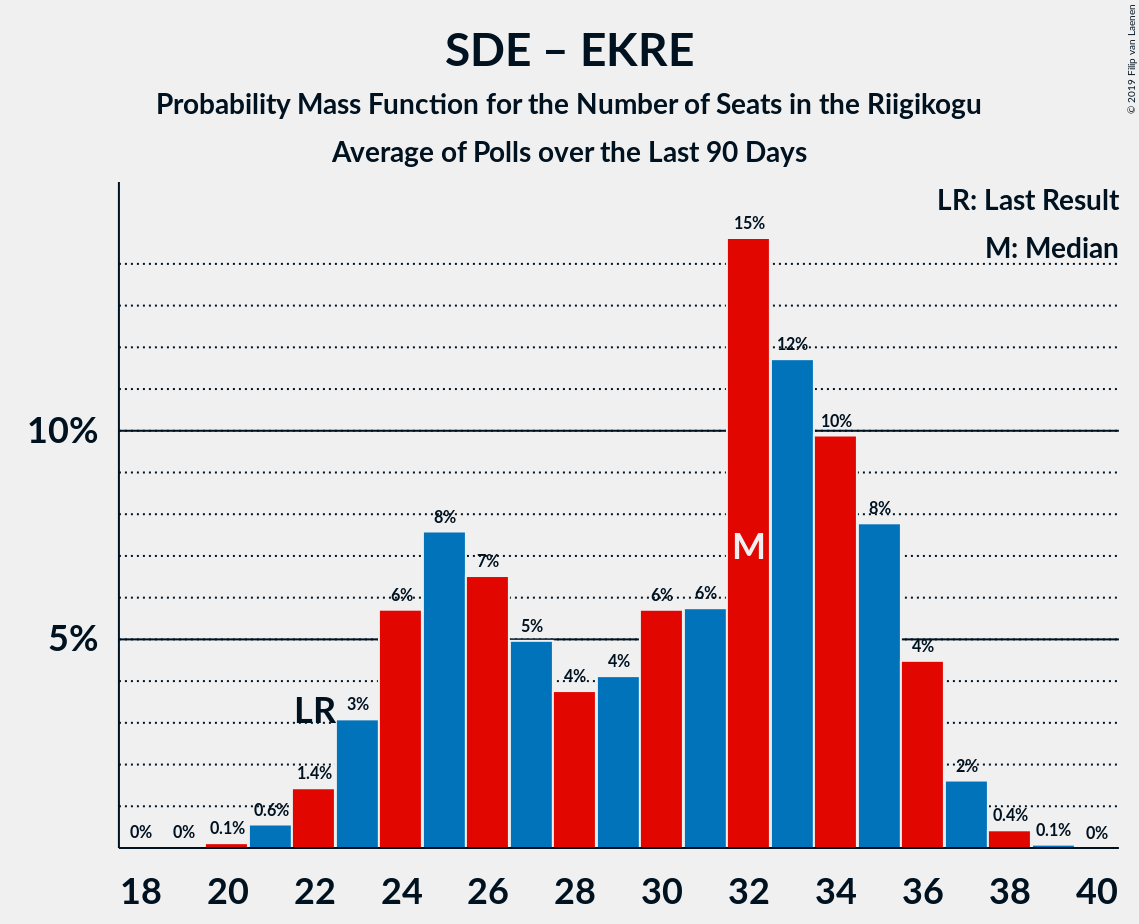 SDE – EKRE
Probability Mass Function for the Number of Seats in the Riigikogu
Average of Polls over the Last 90 Days
© 2019 Filip van Laenen
LR: Last Result
M: Median
10%
5%
0%
0%
0.1%
0.6%
1.4%
LR
3%
6%
8%
7%
5%
4%
4%
6%
6%
15%
M
12%
10%
8%
4%
2%
0.4%
0.1%
0%
18 20 22 24 26 28 30 32 34 36 38 40